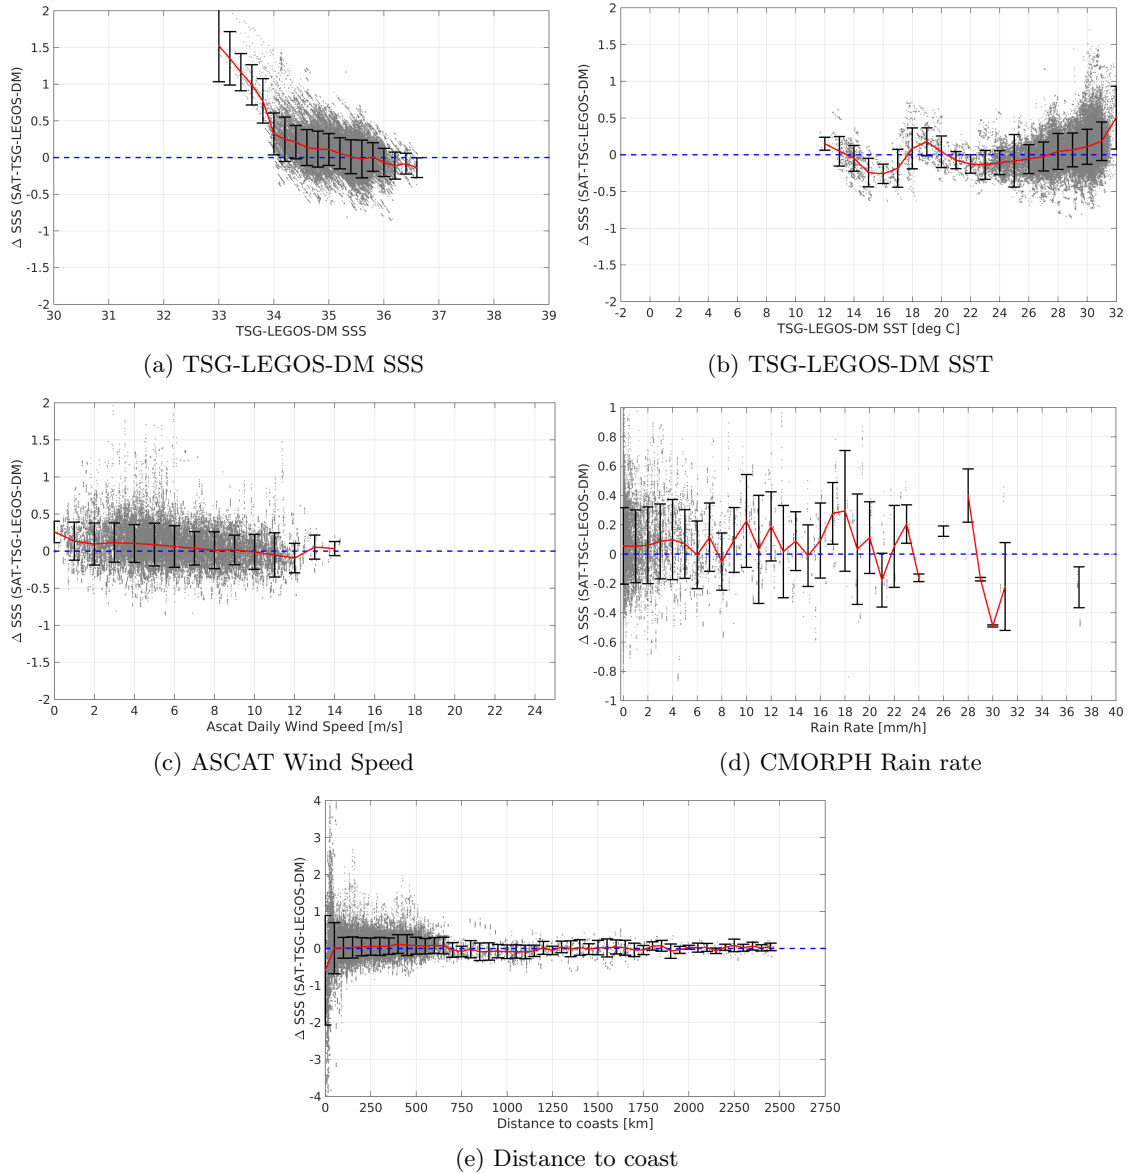 2
1.5
1
0.5
0
-0.5
-1
-1.5
-2
Δ SSS (SAT-TSG-LEGOS-DM)
30 31 32 33 34 35 36 37 38 39
TSG-LEGOS-DM SSS
(a) TSG-LEGOS-DM SSS
2
1.5
1
0.5
0
-0.5
-1
-1.5
-2
Δ SSS (SAT-TSG-LEGOS-DM)
-2 0 2 4 6 8 10 12 14 16 18 20 22 24 26 28 30 32
TSG-LEGOS-DM SST [deg C]
(b) TSG-LEGOS-DM SST
2
1.5
1
0.5
0
-0.5
-1
-1.5
-2
Δ SSS (SAT-TSG-LEGOS-DM)
0 2 4 6 8 10 12 14 16 18 20 22 24
Ascat Daily Wind Speed [m/s]
(c) ASCAT Wind Speed
1
0.8
0.6
0.4
0.2
0
-0.2
-0.4
-0.6
-0.8
-1
Δ SSS (SAT-TSG-LEGOS-DM)
0 2 4 6 8 10 12 14 16 18 20 22 24 26 28 30 32 34 36 38 40
Rain Rate [mm/h]
(d) CMORPH Rain rate
4
3
2
1
0
-1
-2
-3
-4
Δ SSS (SAT-TSG-LEGOS-DM)
0 250 500 750 1000 1250 1500 1750 2000 2250 2500 2750
Distance to coasts [km]
(e) Distance to coast